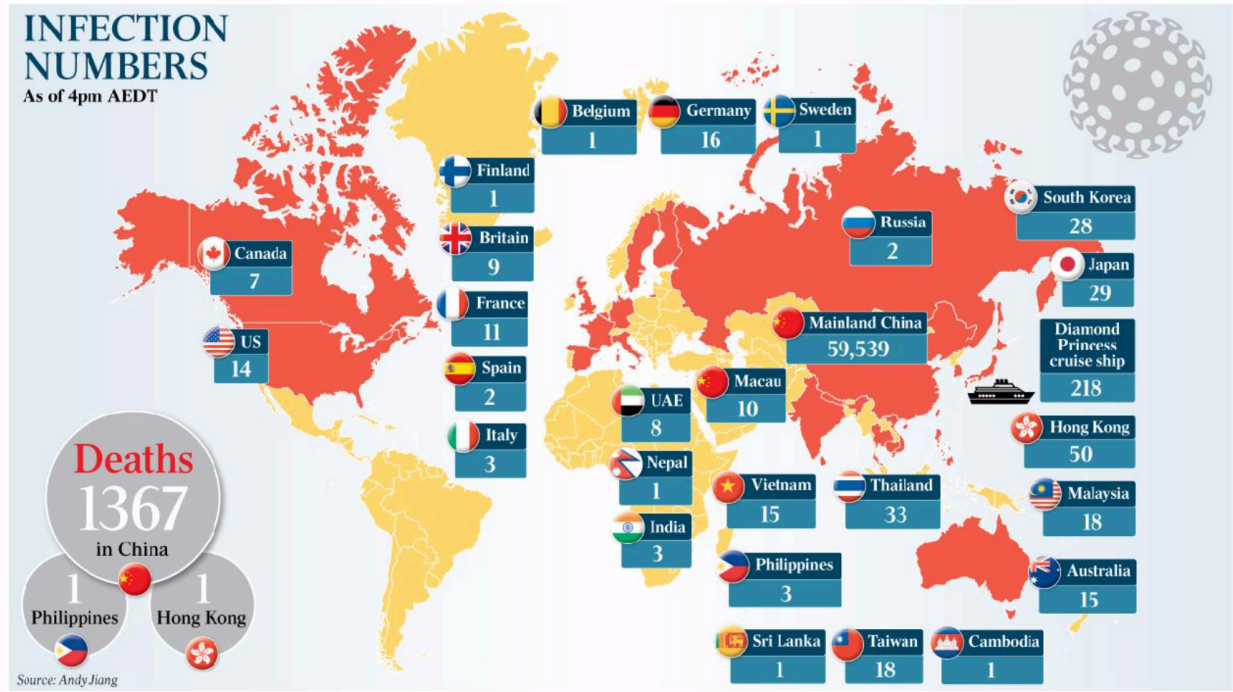 INFECTION
NUMBERS
As of 4pm AEDT
Belgium
1
Germany
16
Sweden
1
Finland
1
South Korea
28
Russia
2
Britain
9
Canada
7
Japan
29
France
11
Mainland China
59,539
Diamond
Princess
cruise ship
218
US
14
Spain
2
Macau
10
UAE
8
Italy
3
Hong Kong
50
Nepal
1
Vietnam
15
Thailand
33
Malaysia
18
India
3
Philippines
3
Australia
15
Sri Lanka
1
Taiwan
18
Cambodia
1
Deaths
1367
in China
1
Philippines
1
Hong Kong
Source: Andy Jiang